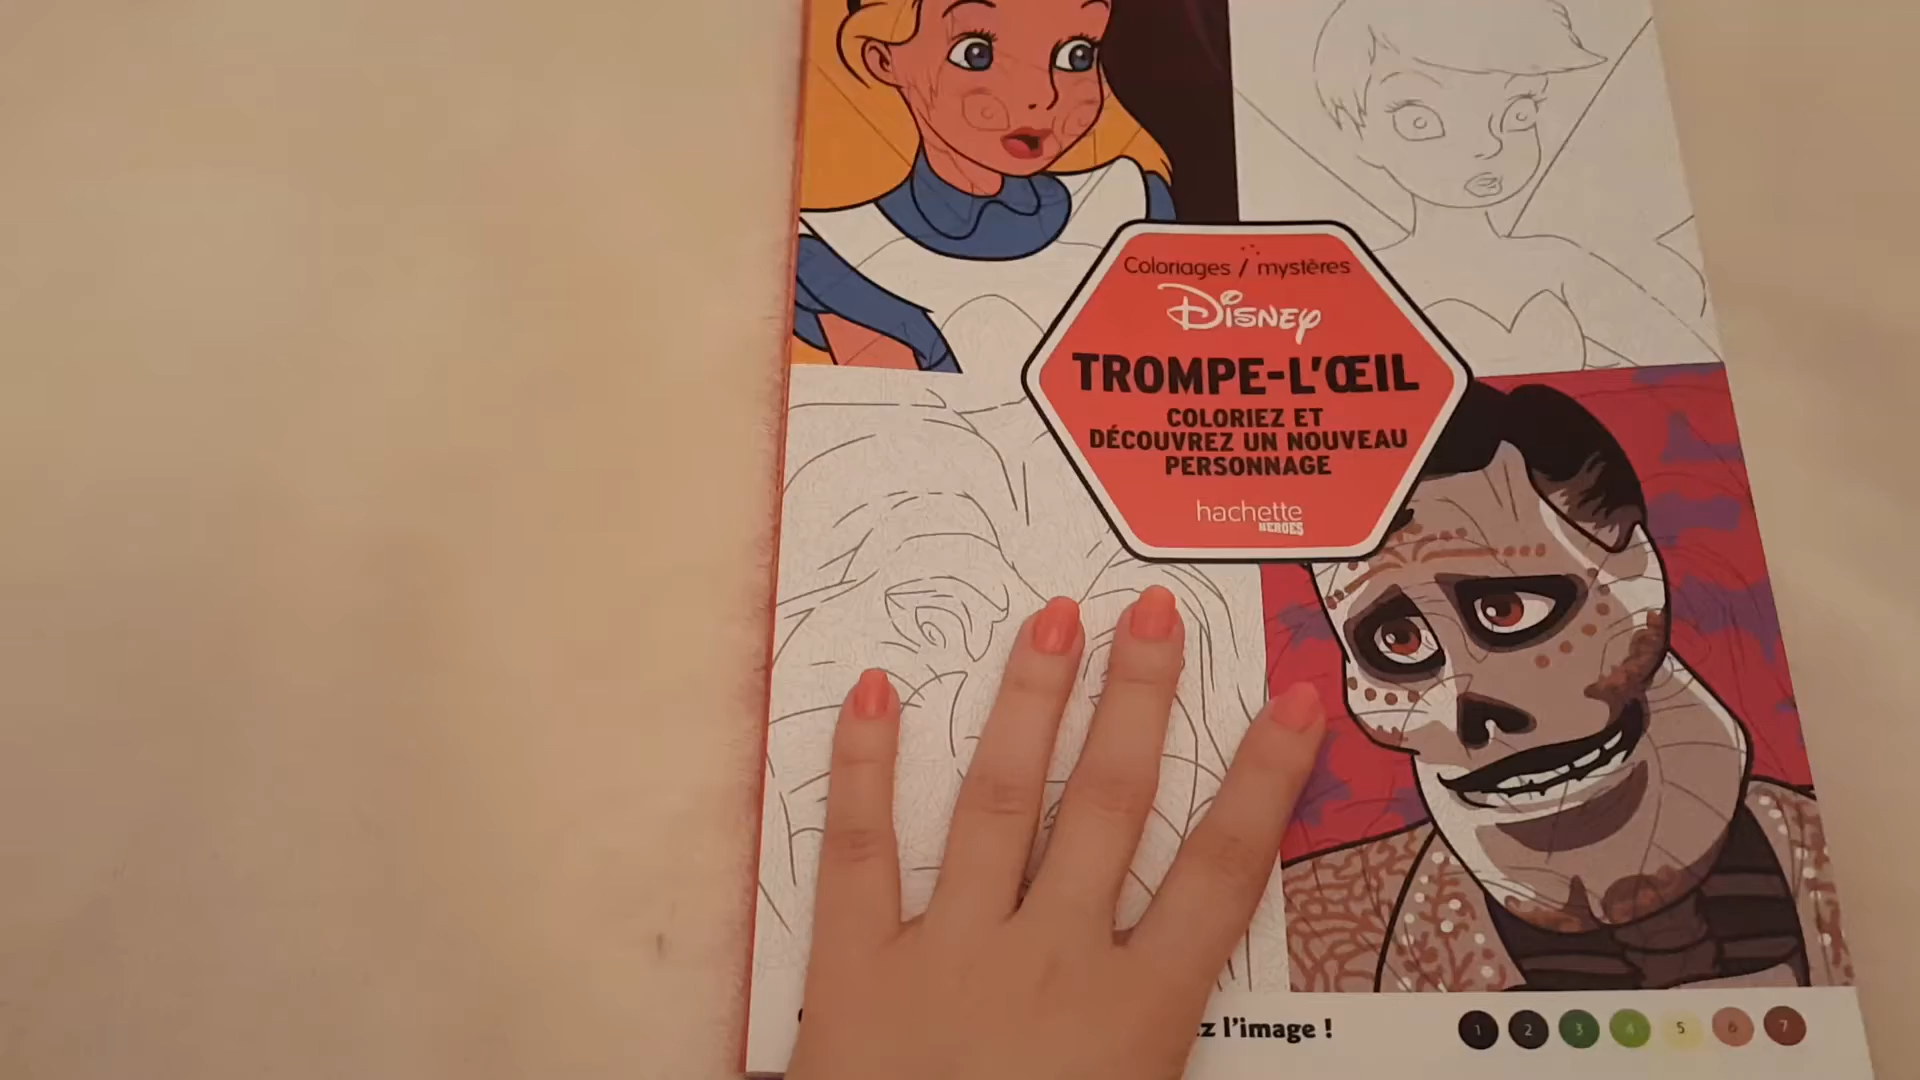 Coloriages / mystères
DISNEY
TROMPE-L'ŒIL
COLORIEZ ET
DÉCOUVREZ UN NOUVEAU
PERSONNAGE
hachette
HEROES
z l'image !
1 2 3 4 5 6 7